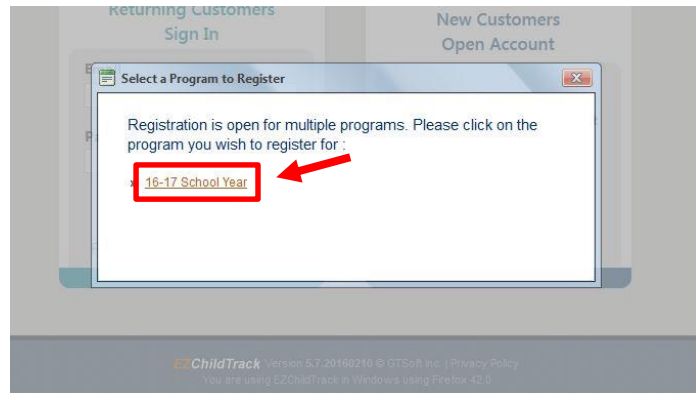 Returning Customers
Sign In
New Customers
Open Account
Select a Program to Register
Registration is open for multiple programs. Please click on the
program you wish to register for :
16-17 School Year
EZChildTrack Version 5.7.20160210 © GTSoft Inc. | Privacy Policy
You are using EZChildTrack in Windows using Firefox 42.0